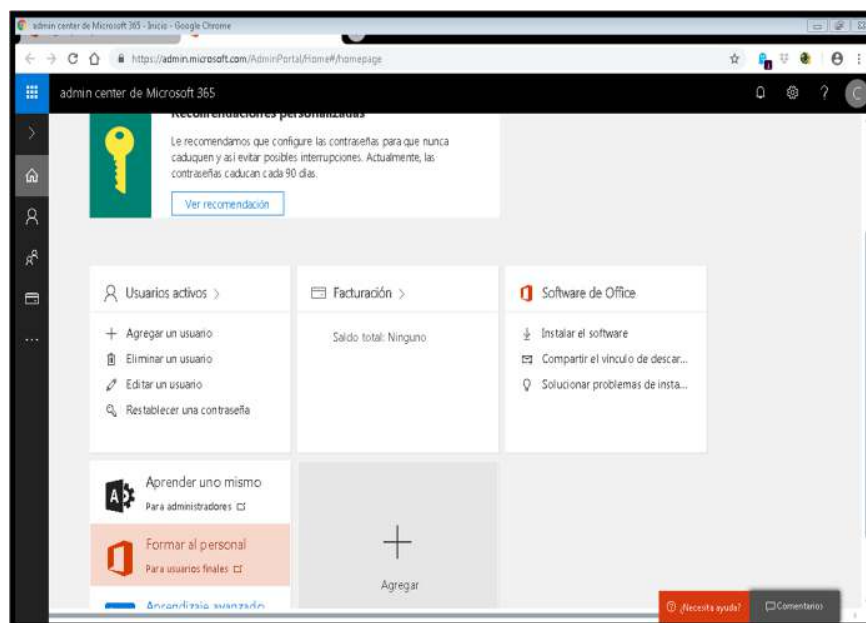 admin center de Microsoft 365 - Inicio - Google Chrome
https://admin.microsoft.com/AdminPortal/Home#/homepage
admin center de Microsoft 365
?
C
Recomendaciones personalizadas
Le recomendamos que configure las contraseñas para que nunca
caduquen y así evitar posibles interrupciones. Actualmente, las
contraseñas caducan cada 90 días.
Ver recomendación
Usuarios activos >
Agregar un usuario
Eliminar un usuario
Editar un usuario
Restablecer una contraseña
Facturación >
Saldo total: Ninguno
Software de Office
Instalar el software
Compartir el vínculo de descar...
Solucionar problemas de insta...
A
Aprender uno mismo
Para administradores
Formar al personal
Para usuarios finales
Aprendizaje avanzado
Agregar
¿Necesita ayuda?
Comentarios